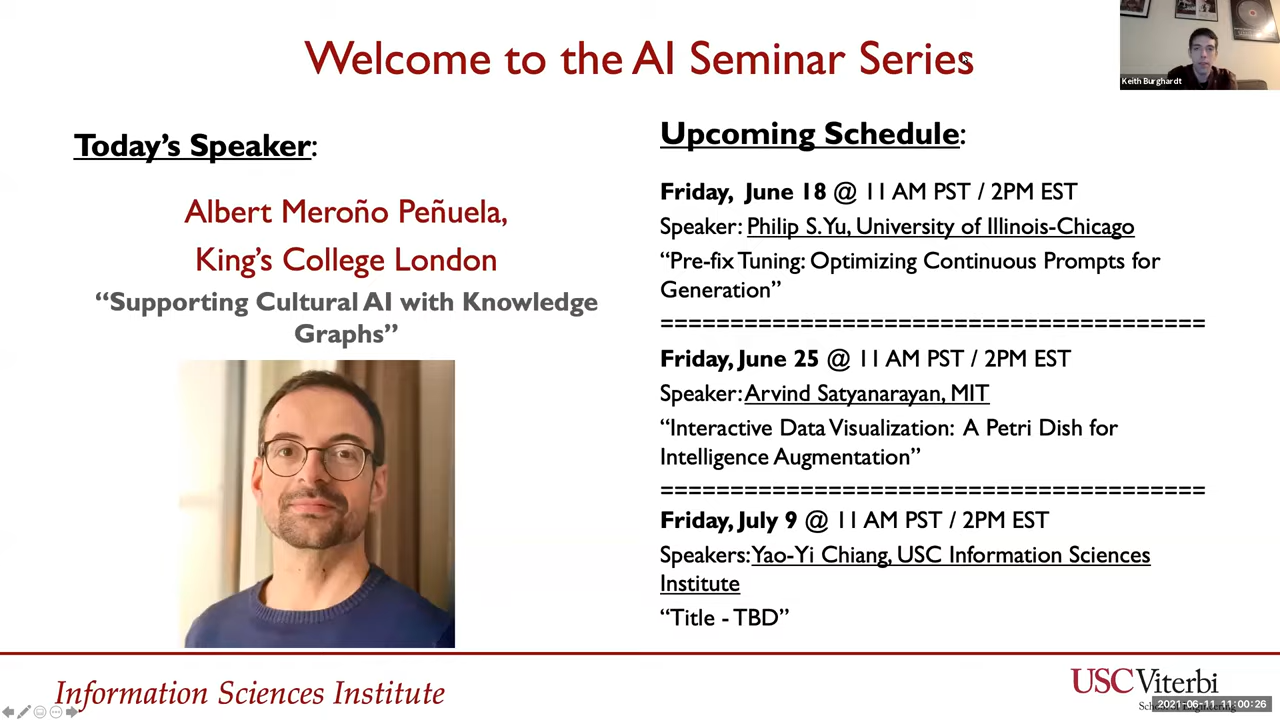 Welcome to the AI Seminar Series
Keith Burghardt
Today's Speaker:
Albert Meroño Peñuela,
King's College London
“Supporting Cultural AI with Knowledge
Graphs”
Upcoming Schedule:
Friday, June 18 @ 11 AM PST / 2PM EST
Speaker: Philip S. Yu, University of Illinois-Chicago
“Pre-fix Tuning: Optimizing Continuous Prompts for
Generation”
=======================================
Friday, June 25 @ 11 AM PST / 2PM EST
Speaker: Arvind Satyanarayan, MIT
“Interactive Data Visualization: A Petri Dish for
Intelligence Augmentation”
=======================================
Friday, July 9 @ 11 AM PST / 2PM EST
Speakers: Yao-Yi Chiang, USC Information Sciences
Institute
“Title - TBD”
Information Sciences Institute
USC Viterbi
2021-06-11 11:00:26